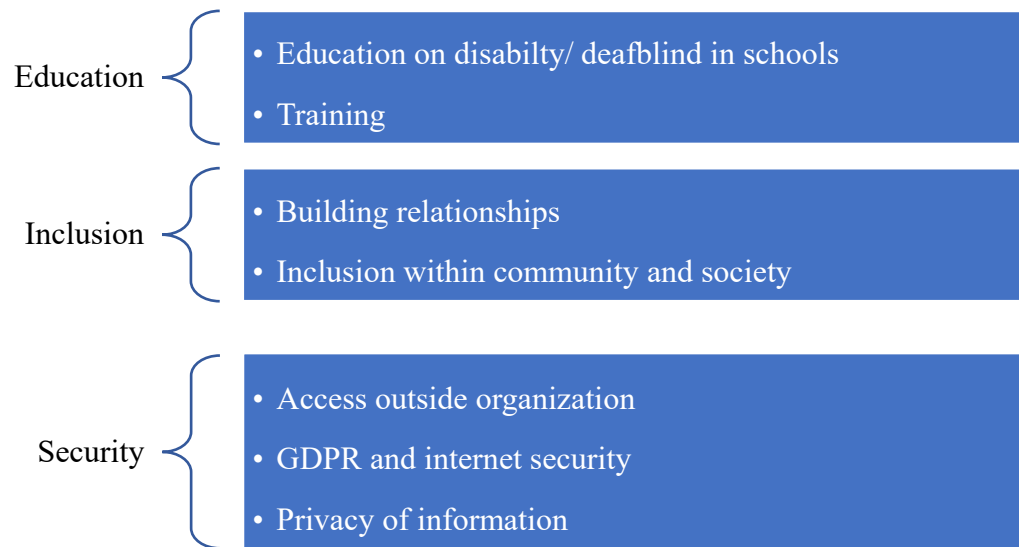 Education
• Education on disabilty/ deafblind in schools
• Training
Inclusion
• Building relationships
• Inclusion within community and society
Security
• Access outside organization
• GDPR and internet security
• Privacy of information